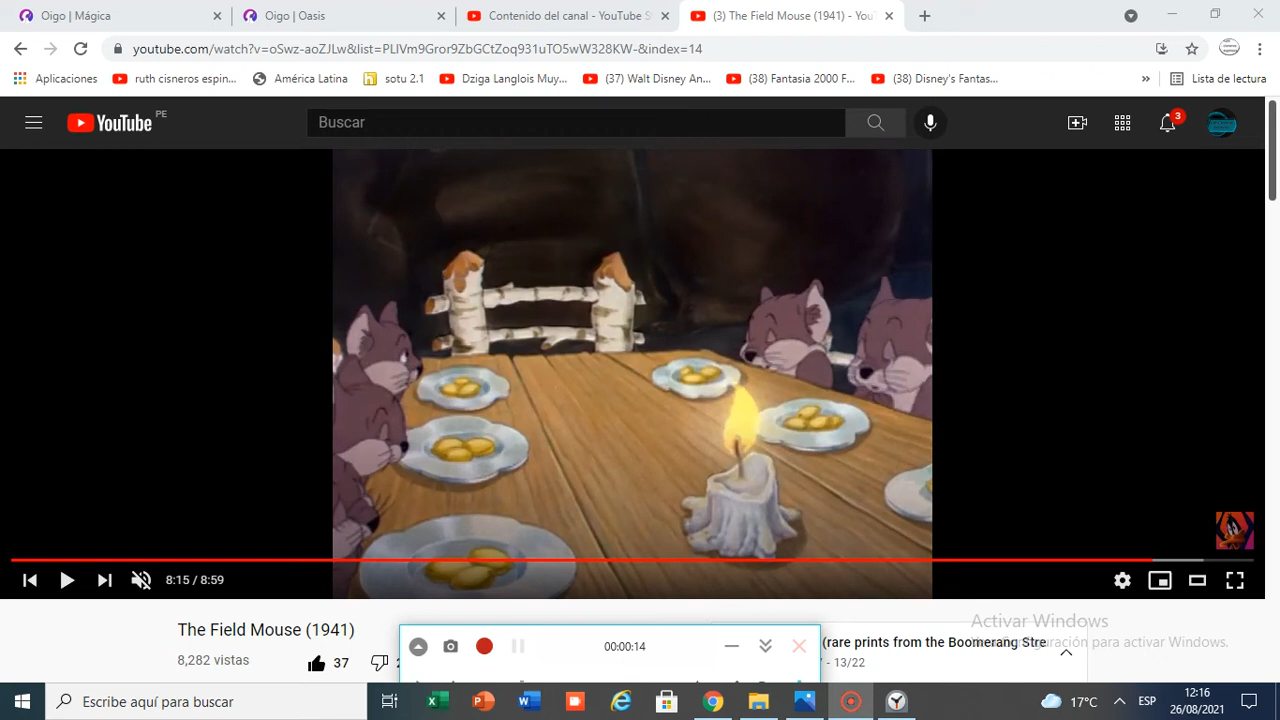 Oigo | Mágica
Oigo | Oasis
Contenido del canal - YouTube S
(3) The Field Mouse (1941) - You
youtube.com/watch?v=oSwz-aoZJLw&list=PLIVm9Gror9ZbGCtZoq931uTO5wW328KW-&index=14
Aplicaciones
ruth cisneros espin...
América Latina
sotu 2.1
Dziga Langlois Muy...
(37) Walt Disney An...
(38) Fantasia 2000 F...
(38) Disney's Fantas...
»
Lista de lectura
YouTube PE
Buscar
3
8:15 / 8:59
The Field Mouse (1941)
8,282 vistas
37
00:00:14
(rare prints from the Boomerang Stre
- 13/22
Activar Windows
configuración para activar Windows.
Escribe aquí para buscar
17°C
ESP
12:16
26/08/2021